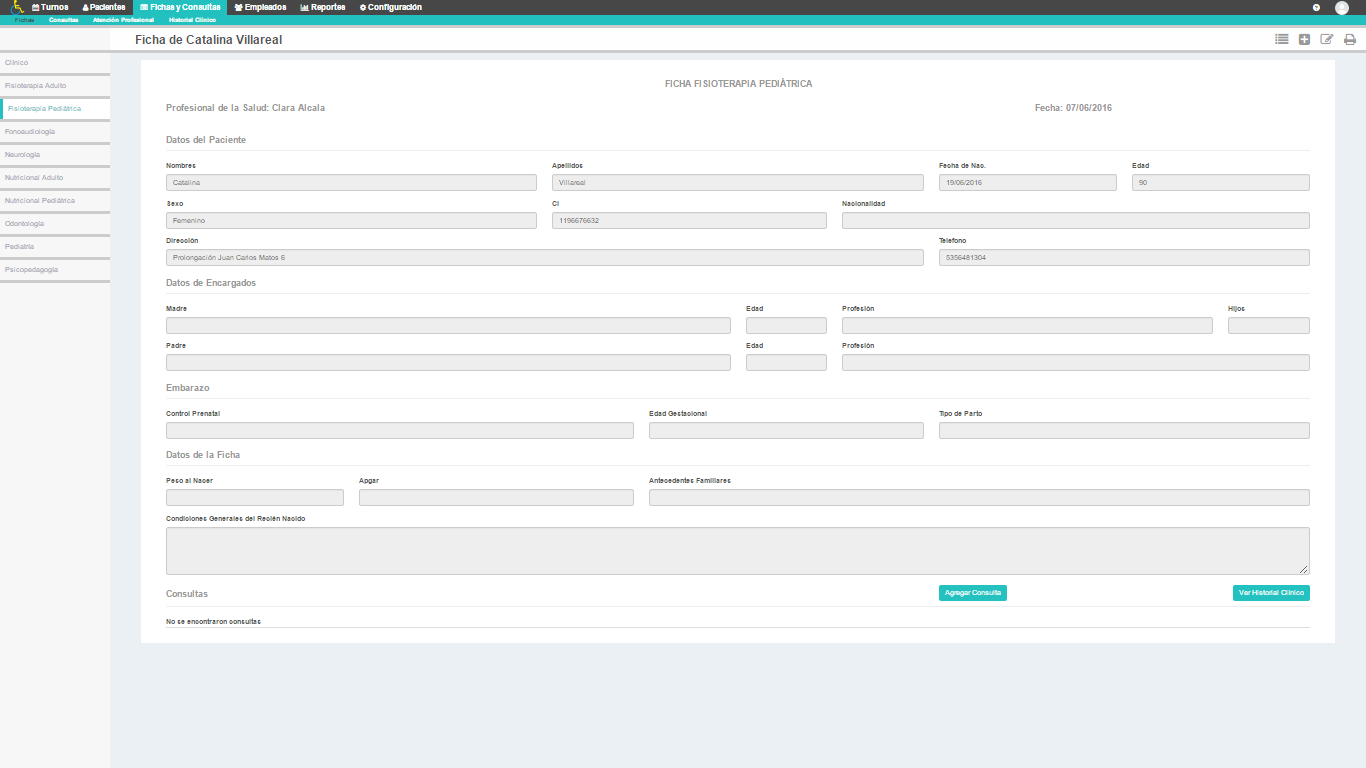 Turnos Pacientes Fichas y Consultas Empleados Reportes Configuración
Fichas Consultas Atención Profesional Historial Clínico
Ficha de Catalina Villareal
Clínico
Fisioterapia Adulto
Fisioterapia Pediátrica
Fonoaudiología
Neurología
Nutricional Adulto
Nutricional Pediátrica
Odontología
Pediatría
Psicopedagogía
FICHA FISIOTERAPIA PEDIÁTRICA
Profesional de la Salud: Clara Alcala Fecha: 07/06/2016
Datos del Paciente
Nombres Apellidos Fecha de Nac. Edad
Catalina Villareal 19/06/2016 90
Sexo CI Nacionalidad
Femenino 1196676632
Dirección Telefono
Prolongación Juan Carlos Matos 6 5356481304
Datos de Encargados
Madre Edad Profesión Hijos
Padre Edad Profesión
Embarazo
Control Prenatal Edad Gestacional Tipo de Parto
Datos de la Ficha
Peso al Nacer Apgar Antecedentes Familiares
Condiciones Generales del Recién Nacido
Consultas Agregar Consulta Ver Historial Clínico
No se encontraron consultas